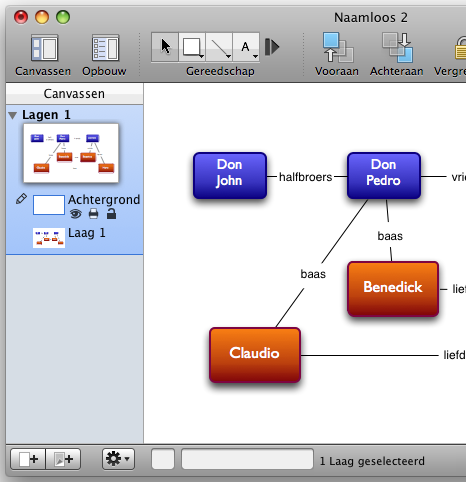 Naamloos 2
A
Canvassen Opbouw Gereedschap Vooraan Achteraan Vergre
Canvassen
Lagen 1
Achtergrond
Laag 1
Don
John
halfbroers
Don
Pedro
vrie
baas
baas
Benedick
lief
Claudio
liefd
1 Laag geselecteerd